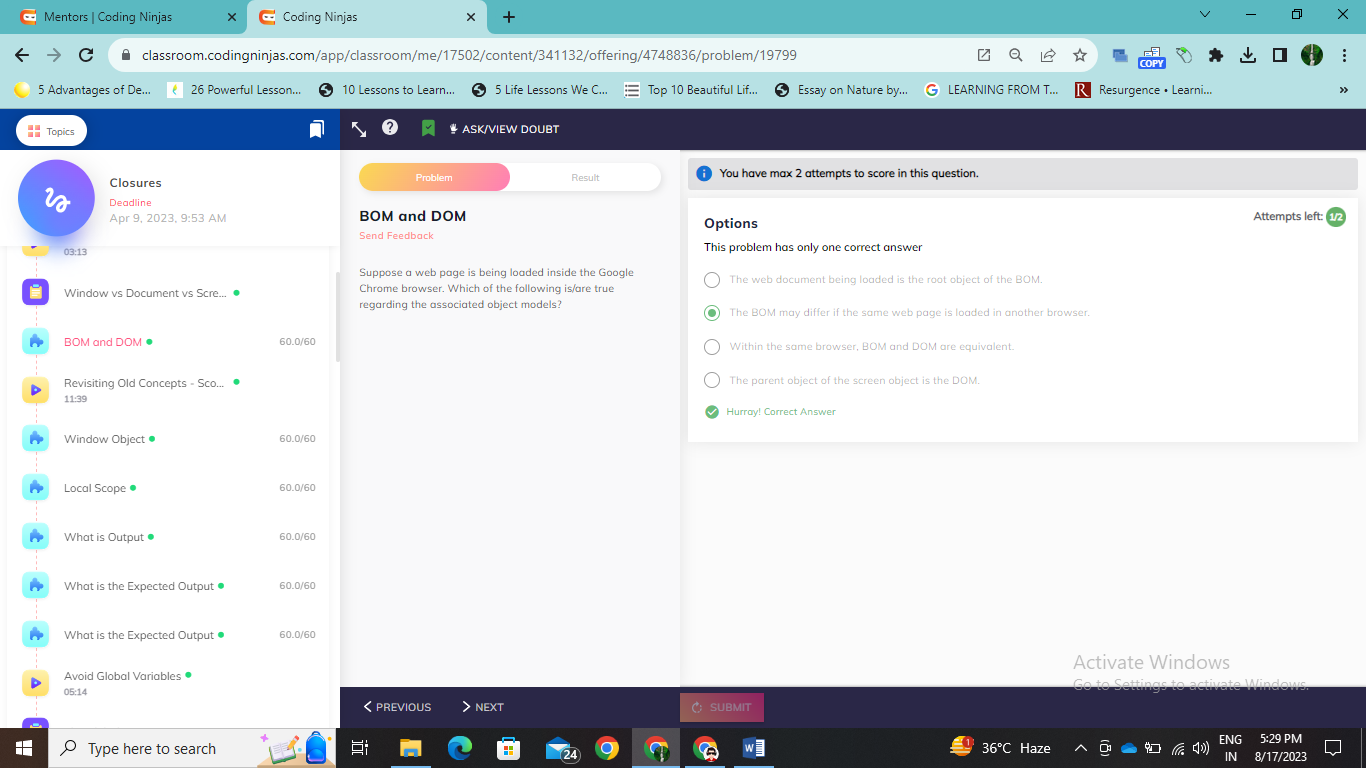 Mentors | Coding Ninjas
Coding Ninjas
classroom.codingninjas.com/app/classroom/me/17502/content/341132/offering/4748836/problem/19799
COPY
5 Advantages of De...
26 Powerful Lesson...
10 Lessons to Learn...
5 Life Lessons We C...
Top 10 Beautiful Lif...
Essay on Nature by...
LEARNING FROM T...
Resurgence • Learni...
Topics
ASK/VIEW DOUBT
Closures
Deadline
Apr 9, 2023, 9:53 AM
03:13
Window vs Document vs Scre...
BOM and DOM 60.0/60
Revisiting Old Concepts - Sco...
11:39
Window Object 60.0/60
Local Scope 60.0/60
What is Output 60.0/60
What is the Expected Output 60.0/60
What is the Expected Output 60.0/60
Avoid Global Variables
05:14
Problem
Result
BOM and DOM
Send Feedback
Suppose a web page is being loaded inside the Google
Chrome browser. Which of the following is/are true
regarding the associated object models?
You have max 2 attempts to score in this question.
Options
Attempts left: 1/2
This problem has only one correct answer
The web document being loaded is the root object of the BOM.
The BOM may differ if the same web page is loaded in another browser.
Within the same browser, BOM and DOM are equivalent.
The parent object of the screen object is the DOM.
Hurray! Correct Answer
Activate Windows
Go to Settings to activate Windows.
PREVIOUS
NEXT
SUBMIT
Type here to search
24
1
36°C Haze
ENG
IN
5:29 PM
8/17/2023